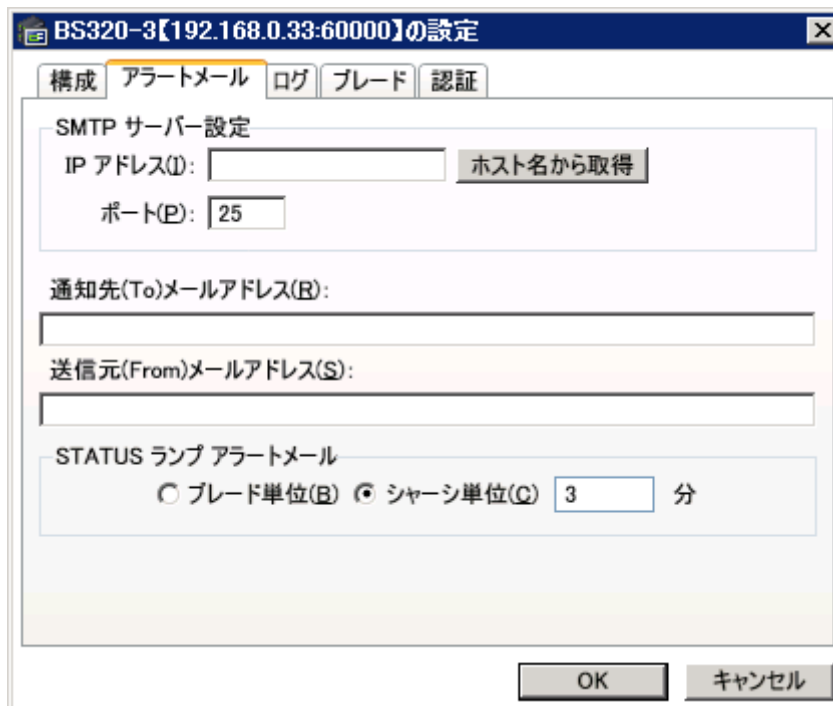 BS320-3【192.168.0.33:60000】の設定
構成 アラートメール ログ ブレード 認証
SMTP サーバー設定
IP アドレス(I): ホスト名から取得
ポート(P): 25
通知先(To)メールアドレス(R):
送信元(From)メールアドレス(S):
STATUS ランプ アラートメール
ブレード単位(B) シャーシ単位(C) 3 分
OK キャンセル